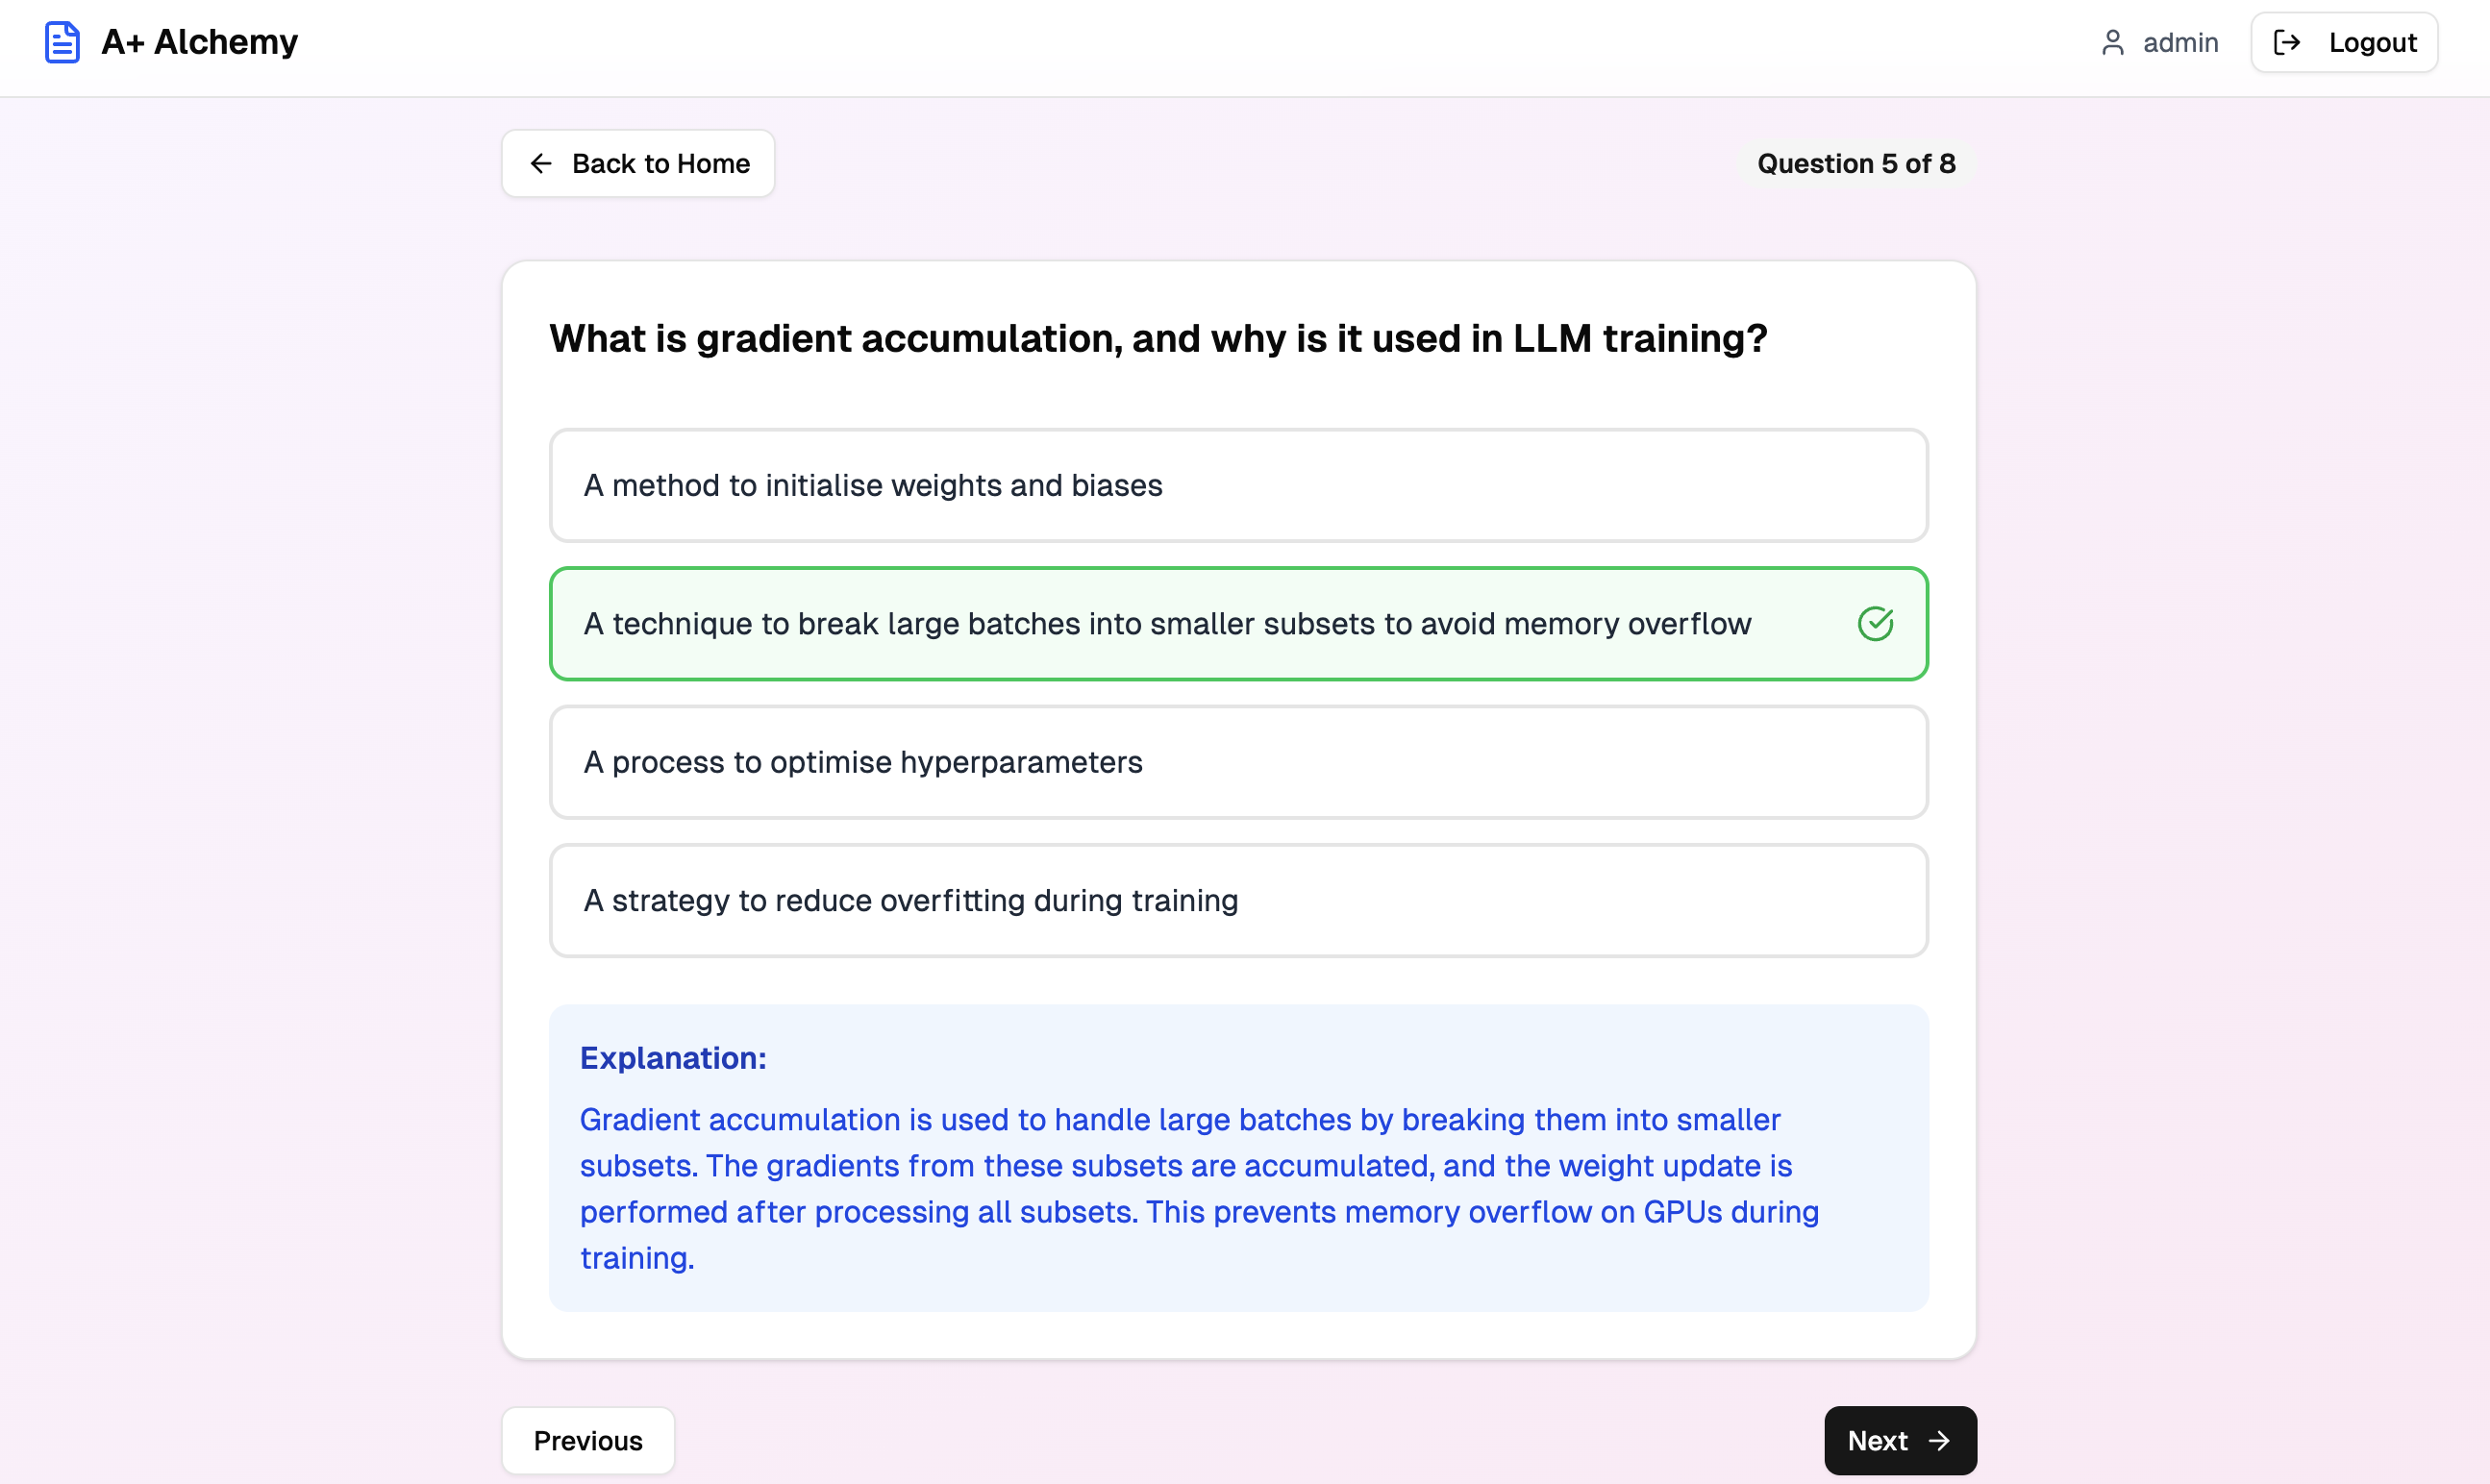 A+ Alchemy
admin
Logout
Back to Home
Question 5 of 8
What is gradient accumulation, and why is it used in LLM training?
A method to initialise weights and biases
A technique to break large batches into smaller subsets to avoid memory overflow
A process to optimise hyperparameters
A strategy to reduce overfitting during training
Explanation:
Gradient accumulation is used to handle large batches by breaking them into smaller
subsets. The gradients from these subsets are accumulated, and the weight update is
performed after processing all subsets. This prevents memory overflow on GPUs during
training.
Previous
Next